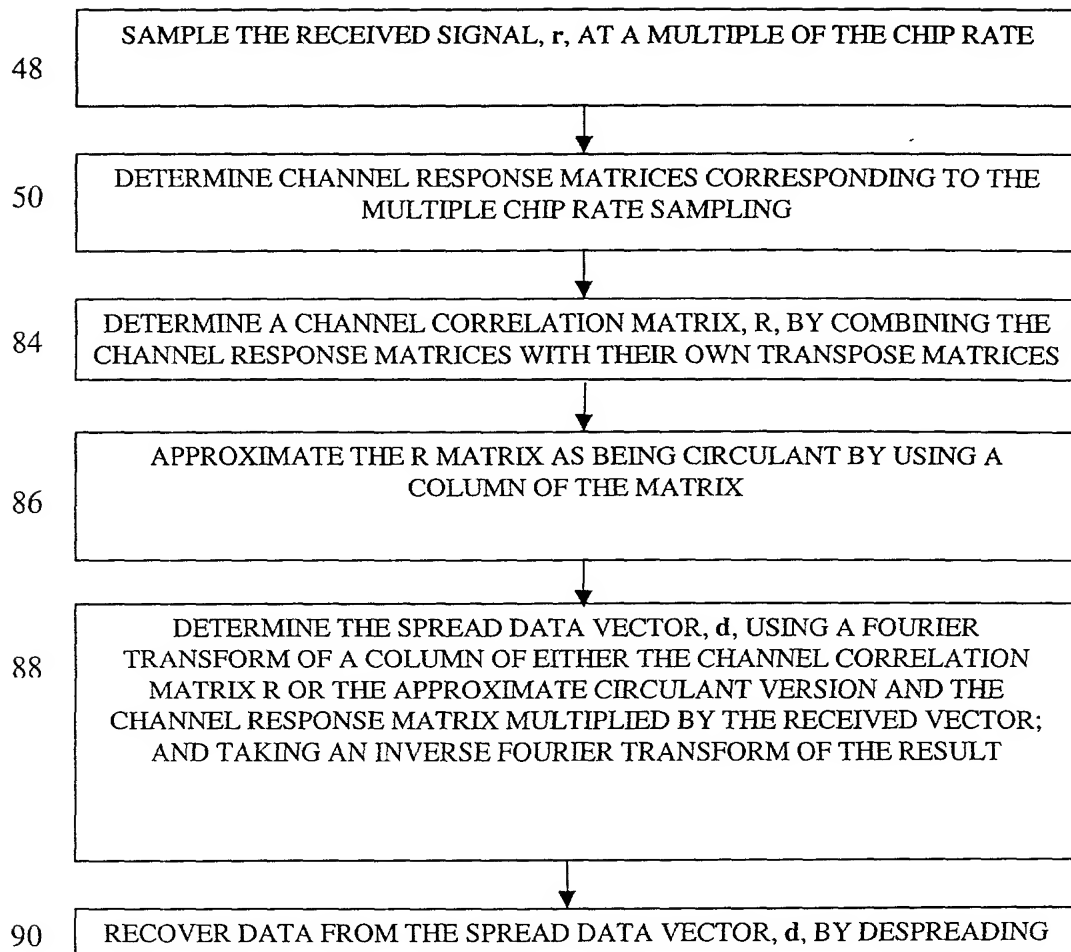 48
SAMPLE THE RECEIVED SIGNAL, r, AT A MULTIPLE OF THE CHIP RATE
50
DETERMINE CHANNEL RESPONSE MATRICES CORRESPONDING TO THE
MULTIPLE CHIP RATE SAMPLING
84
DETERMINE A CHANNEL CORRELATION MATRIX, R, BY COMBINING THE
CHANNEL RESPONSE MATRICES WITH THEIR OWN TRANSPOSE MATRICES
86
APPROXIMATE THE R MATRIX AS BEING CIRCULANT BY USING A
COLUMN OF THE MATRIX
88
DETERMINE THE SPREAD DATA VECTOR, d, USING A FOURIER
TRANSFORM OF A COLUMN OF EITHER THE CHANNEL CORRELATION
MATRIX R OR THE APPROXIMATE CIRCULANT VERSION AND THE
CHANNEL RESPONSE MATRIX MULTIPLIED BY THE RECEIVED VECTOR;
AND TAKING AN INVERSE FOURIER TRANSFORM OF THE RESULT
90
RECOVER DATA FROM THE SPREAD DATA VECTOR, d, BY DESPREADING